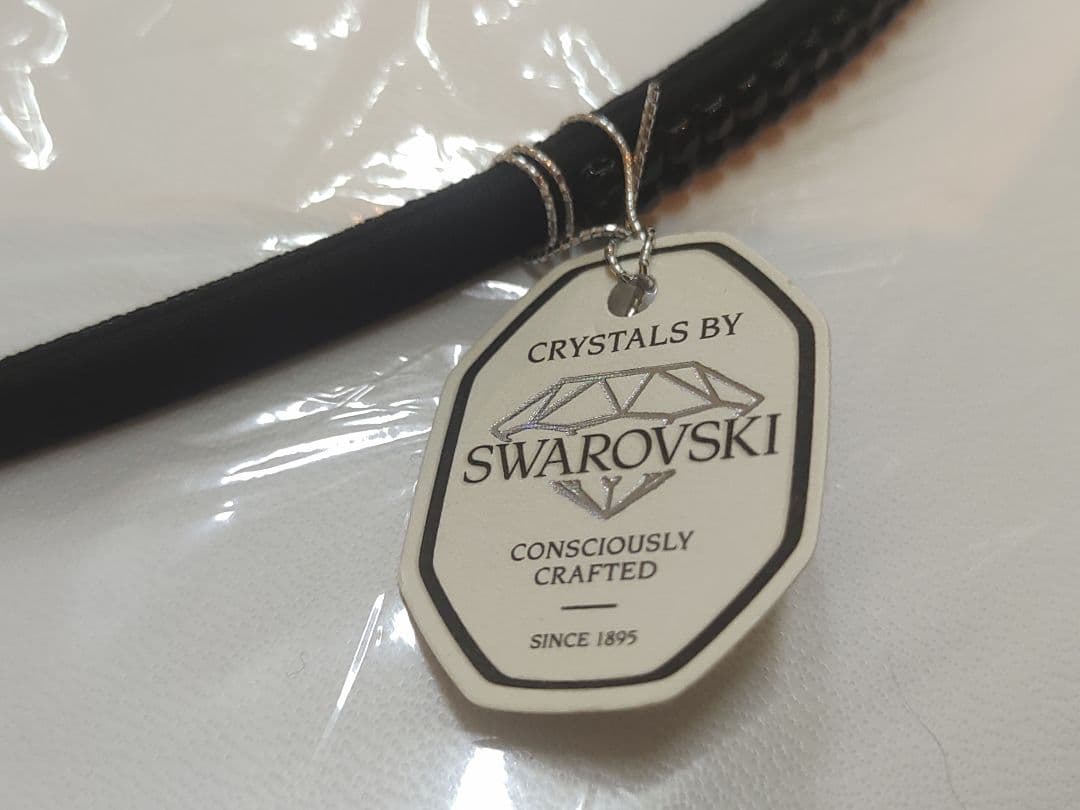 CRYSTALS BY
SWAROVSKI
CONSCIOUSLY
CRAFTED
SINCE 1895